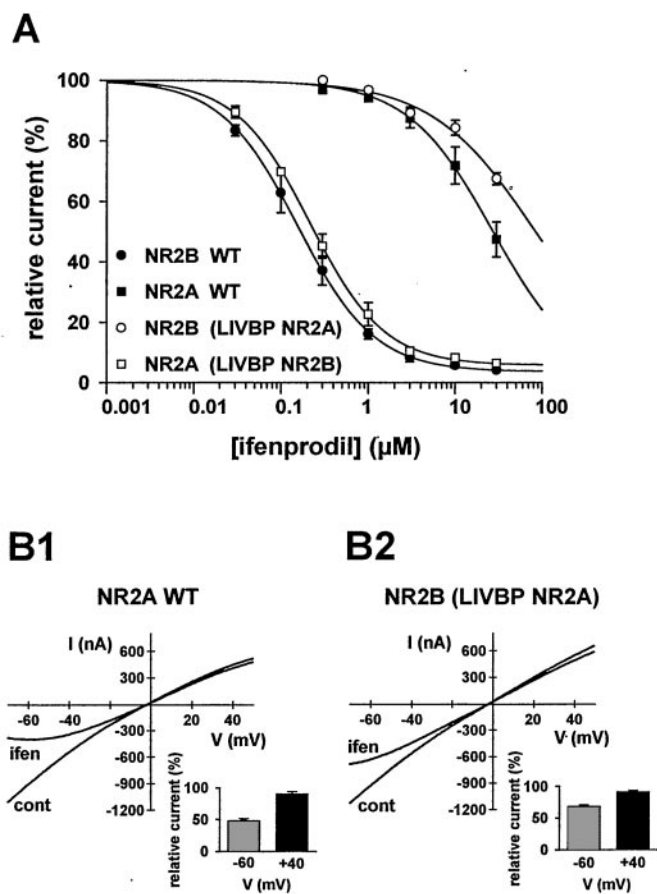 A
relative current (%)
100
80
60
40
20
0
NR2B WT
NR2A WT
NR2B (LIVBP NR2A)
NR2A (LIVBP NR2B)
0.001 0.01 0.1 1 10 100
[ifenprodil] (µM)
B1
NR2A WT
I (nA)
600
300
-60 -40 20 40
V (mV)
-300
-600
-900
-1200
ifen
cont
relative current (%)
100
50
0
-60 +40
V (mV)
B2
NR2B (LIVBP NR2A)
I (nA)
600
300
-60 -40 20 40
V (mV)
-300
-600
-900
-1200
ifen
cont
relative current (%)
100
50
0
-60 +40
V (mV)